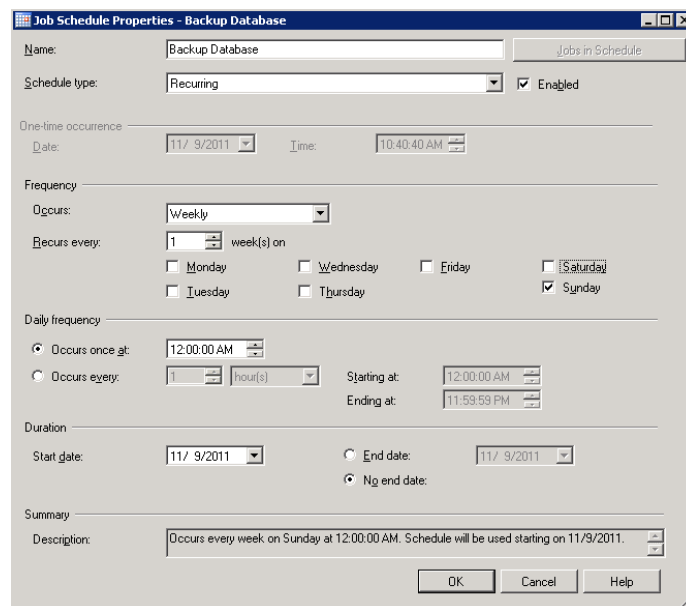 Job Schedule Properties - Backup Database
Name: Backup Database Jobs in Schedule
Schedule type: Recurring Enabled
One-time occurrence
Date: 11/ 9/2011 Time: 10:40:40 AM
Frequency
Occurs: Weekly
Recurs every: 1 week(s) on
Monday Wednesday Friday Saturday
Tuesday Thursday Sunday
Daily frequency
Occurs once at: 12:00:00 AM
Occurs every: 1 hour(s) Starting at: 12:00:00 AM
Ending at: 11:59:59 PM
Duration
Start date: 11/ 9/2011 End date: 11/ 9/2011
No end date:
Summary
Description: Occurs every week on Sunday at 12:00:00 AM. Schedule will be used starting on 11/9/2011.
OK Cancel Help